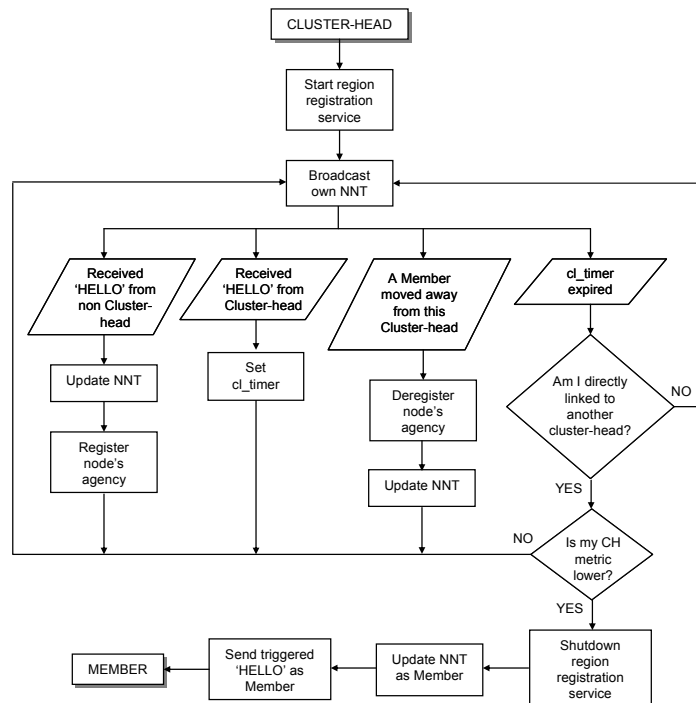 CLUSTER-HEAD
Start region
registration
service
Broadcast
own NNT
Received
‘HELLO’ from
non Cluster-
head
Received
‘HELLO’ from
Cluster-head
A Member
moved away
from this
Cluster-head
cl_timer
expired
Update NNT
Set
cl_timer
Deregister
node’s
agency
Am I directly
linked to
another
cluster-head?
NO
Register
node’s
agency
Update NNT
YES
NO
Is my CH
metric
lower?
YES
MEMBER
Send triggered
‘HELLO’ as
Member
Update NNT
as Member
Shutdown
region
registration
service